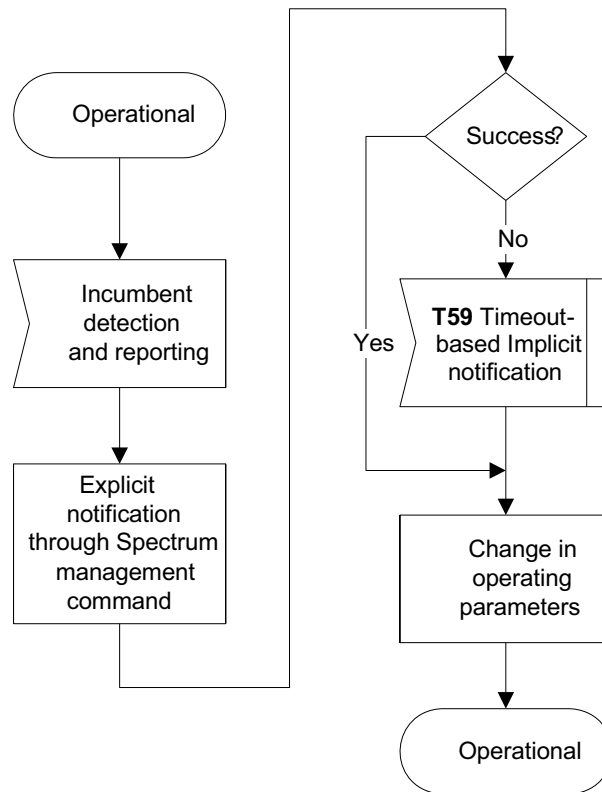 Operational
Incumbent
detection
and reporting
Explicit
notification
through Spectrum
management
command
Success?
No
Yes
T59 Timeout-
based Implicit
notification
Change in
operating
parameters
Operational